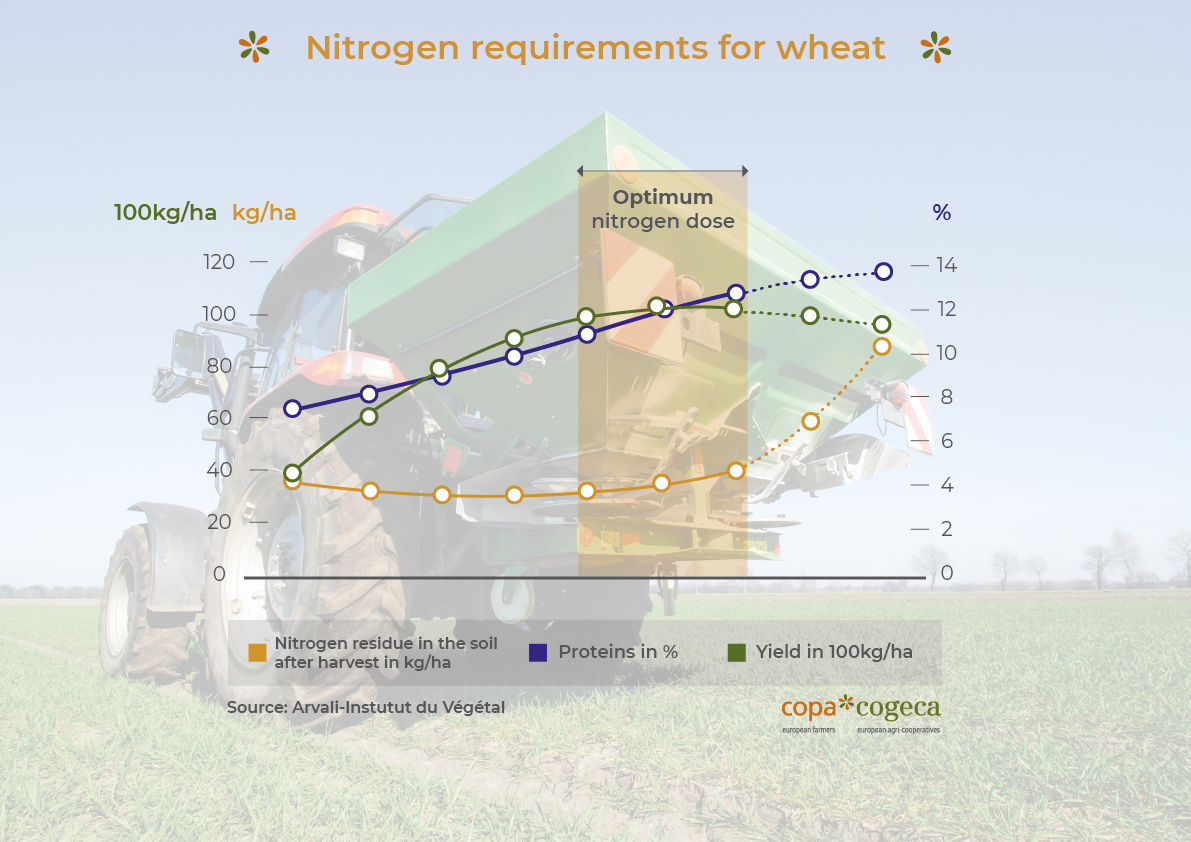 Nitrogen requirements for wheat
Optimum
nitrogen dose
100kg/ha kg/ha
%
120
100
80
60
40
20
0
14
12
10
8
6
4
2
0
Nitrogen residue in the soil
after harvest in kg/ha
Proteins in %
Yield in 100kg/ha
Source: Arvali-Instutut du Végétal
copa cogeca
european farmers european agri-cooperatives